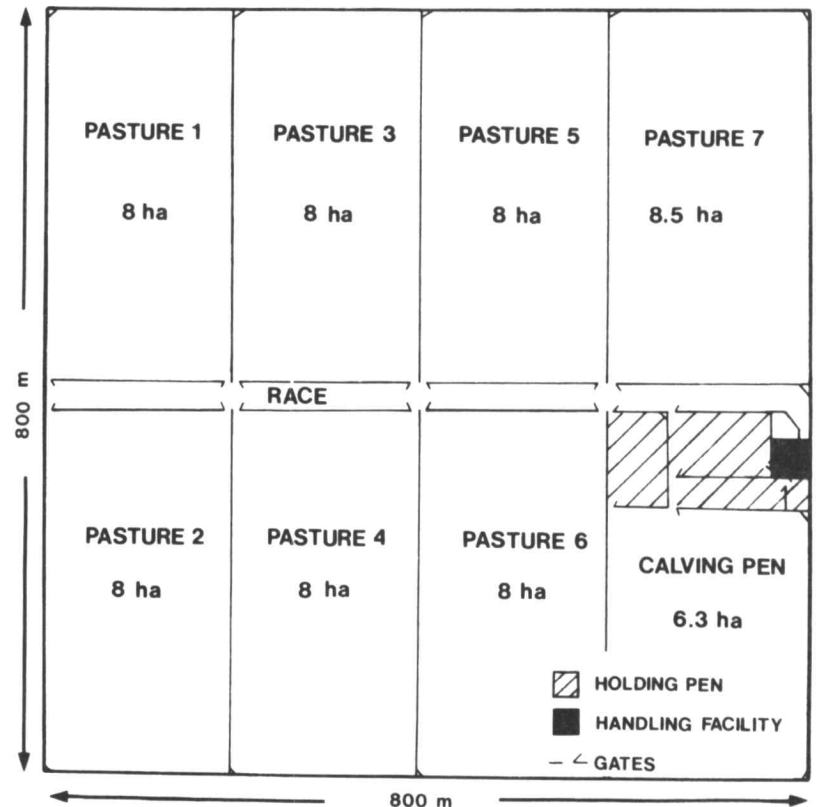 PASTURE 1
8 ha
PASTURE 3
8 ha
PASTURE 5
8 ha
PASTURE 7
8.5 ha
800 m
RACE
PASTURE 2
8 ha
PASTURE 4
8 ha
PASTURE 6
8 ha
CALVING PEN
6.3 ha
HOLDING PEN
HANDLING FACILITY
GATES
800 m